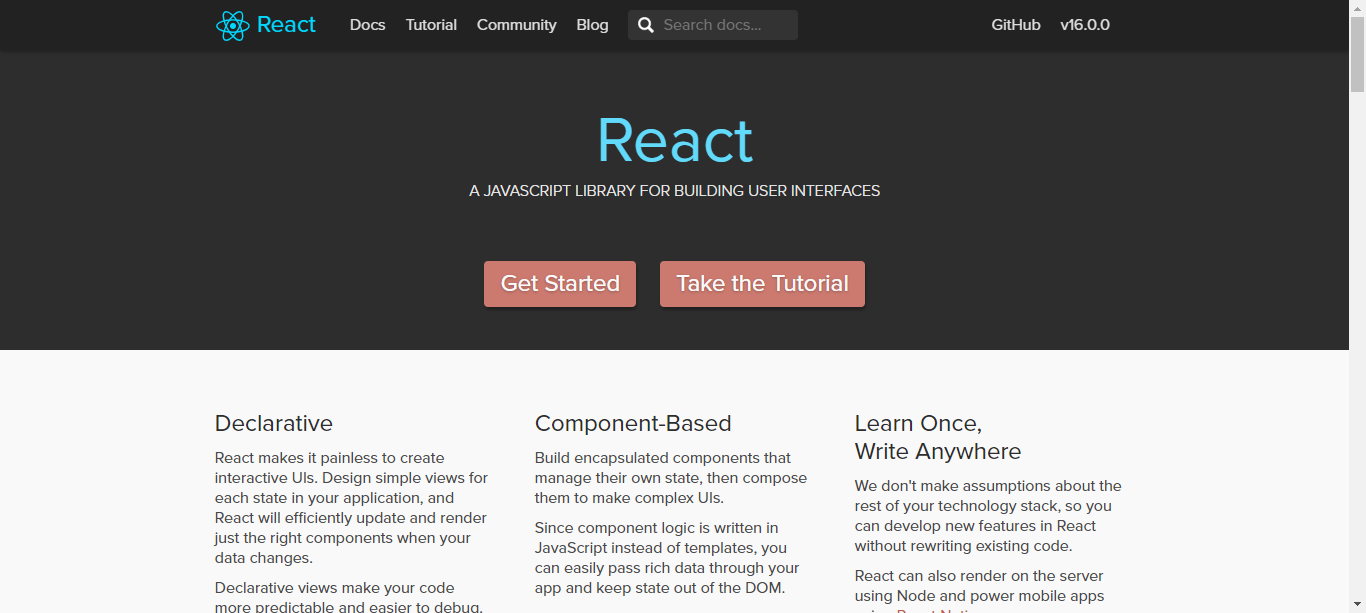 React
Docs
Tutorial
Community
Blog
Search docs...
GitHub
v16.0.0
React
A JAVASCRIPT LIBRARY FOR BUILDING USER INTERFACES
Get Started
Take the Tutorial
Declarative
React makes it painless to create
interactive UIs. Design simple views for
each state in your application, and
React will efficiently update and render
just the right components when your
data changes.
Declarative views make your code
more predictable and easier to debug.
Component-Based
Build encapsulated components that
manage their own state, then compose
them to make complex UIs.
Since component logic is written in
JavaScript instead of templates, you
can easily pass rich data through your
app and keep state out of the DOM.
Learn Once,
Write Anywhere
We don't make assumptions about the
rest of your technology stack, so you
can develop new features in React
without rewriting existing code.
React can also render on the server
using Node and power mobile apps